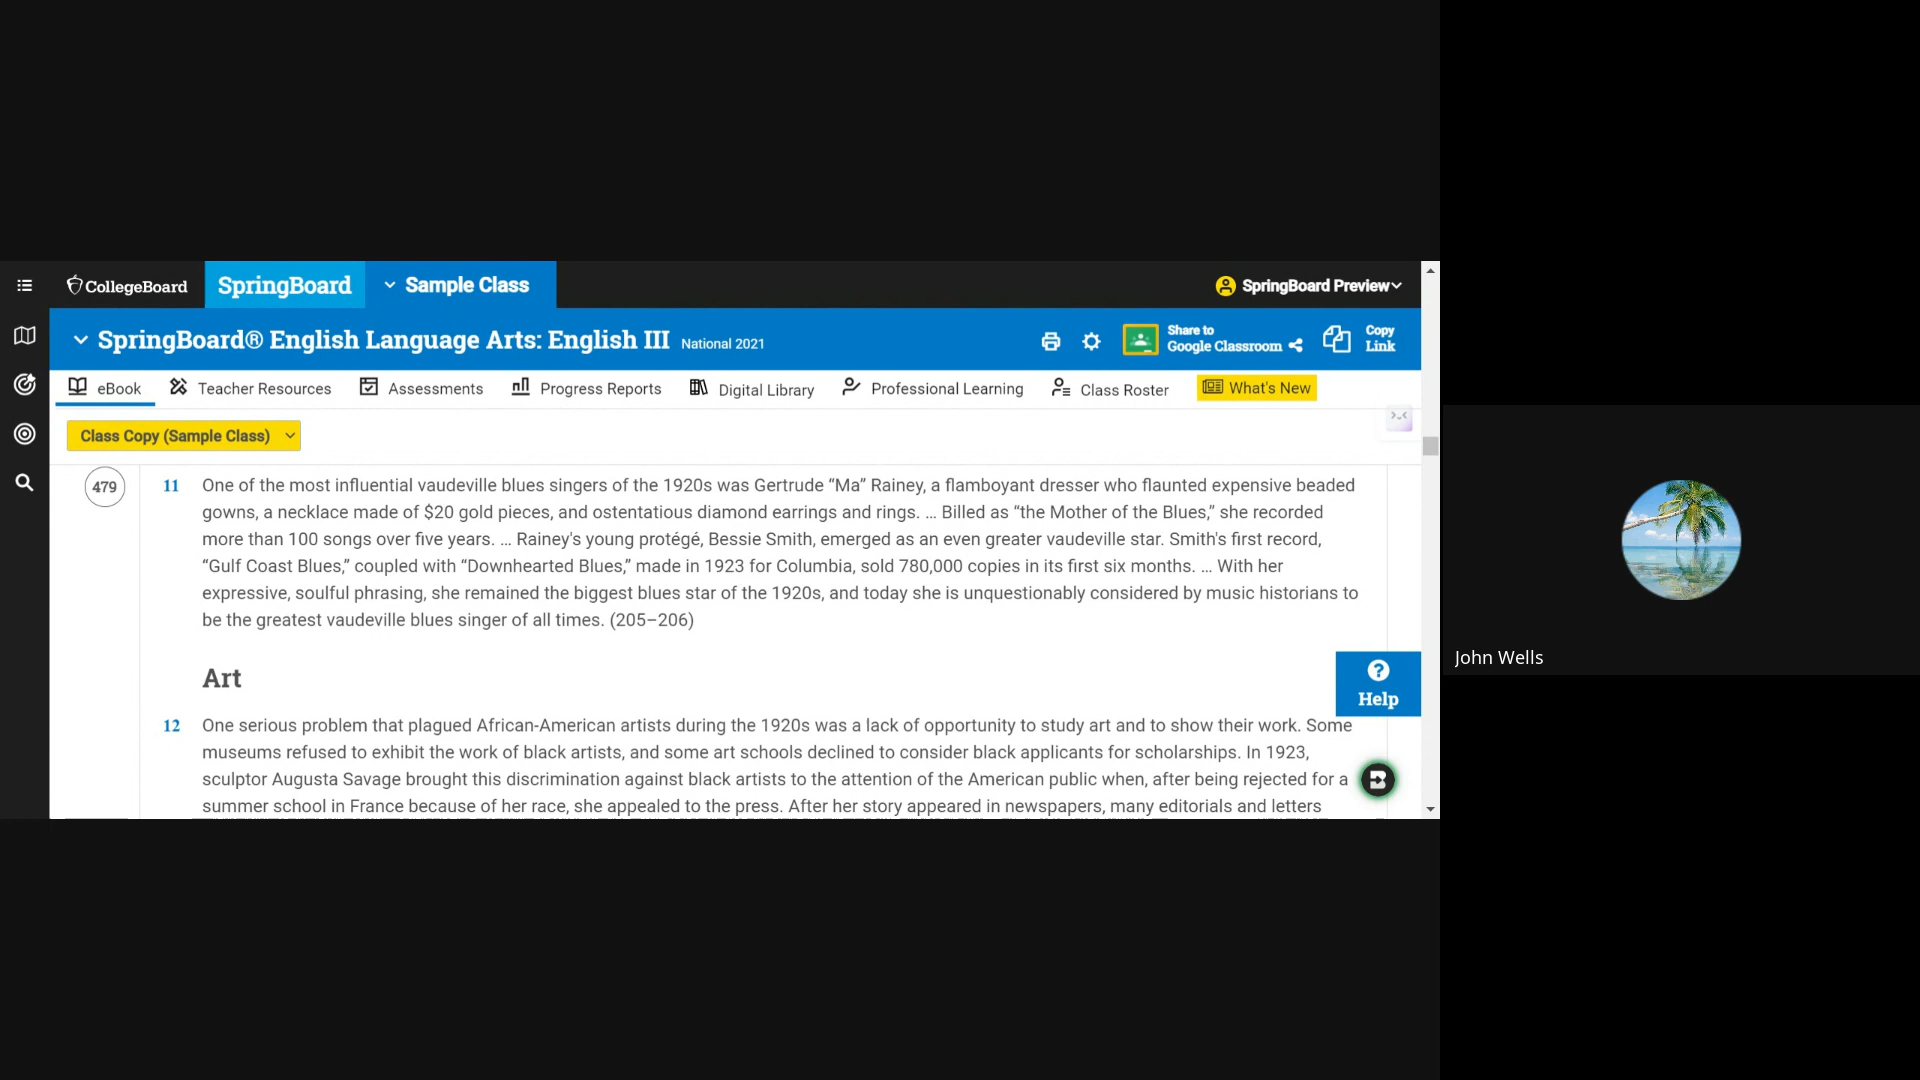 CollegeBoard
SpringBoard
Sample Class
SpringBoard Preview
SpringBoard® English Language Arts: English III National 2021
Share to
Google Classroom
Copy
Link
eBook
Teacher Resources
Assessments
Progress Reports
Digital Library
Professional Learning
Class Roster
What's New
Class Copy (Sample Class)
479
11 One of the most influential vaudeville blues singers of the 1920s was Gertrude “Ma” Rainey, a flamboyant dresser who flaunted expensive beaded
gowns, a necklace made of $20 gold pieces, and ostentatious diamond earrings and rings. … Billed as “the Mother of the Blues,” she recorded
more than 100 songs over five years. … Rainey's young protégé, Bessie Smith, emerged as an even greater vaudeville star. Smith's first record,
“Gulf Coast Blues,” coupled with “Downhearted Blues,” made in 1923 for Columbia, sold 780,000 copies in its first six months. … With her
expressive, soulful phrasing, she remained the biggest blues star of the 1920s, and today she is unquestionably considered by music historians to
be the greatest vaudeville blues singer of all times. (205–206)
Art
12 One serious problem that plagued African-American artists during the 1920s was a lack of opportunity to study art and to show their work. Some
museums refused to exhibit the work of black artists, and some art schools declined to consider black applicants for scholarships. In 1923,
sculptor Augusta Savage brought this discrimination against black artists to the attention of the American public when, after being rejected for a
summer school in France because of her race, she appealed to the press. After her story appeared in newspapers, many editorials and letters
Help
John Wells